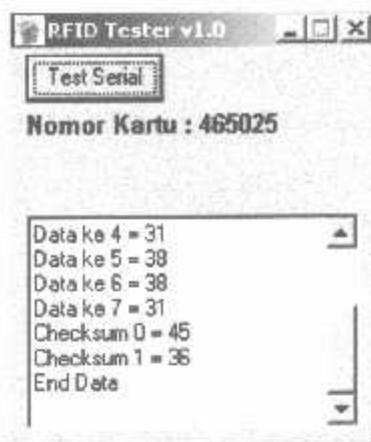 RFID Tester v1.0
Test Serial
Nomor Kartu : 465025
Data ke 4 = 31
Data ke 5 = 38
Data ke 6 = 38
Data ke 7 = 31
Checksum 0 = 45
Checksum 1 = 36
End Data